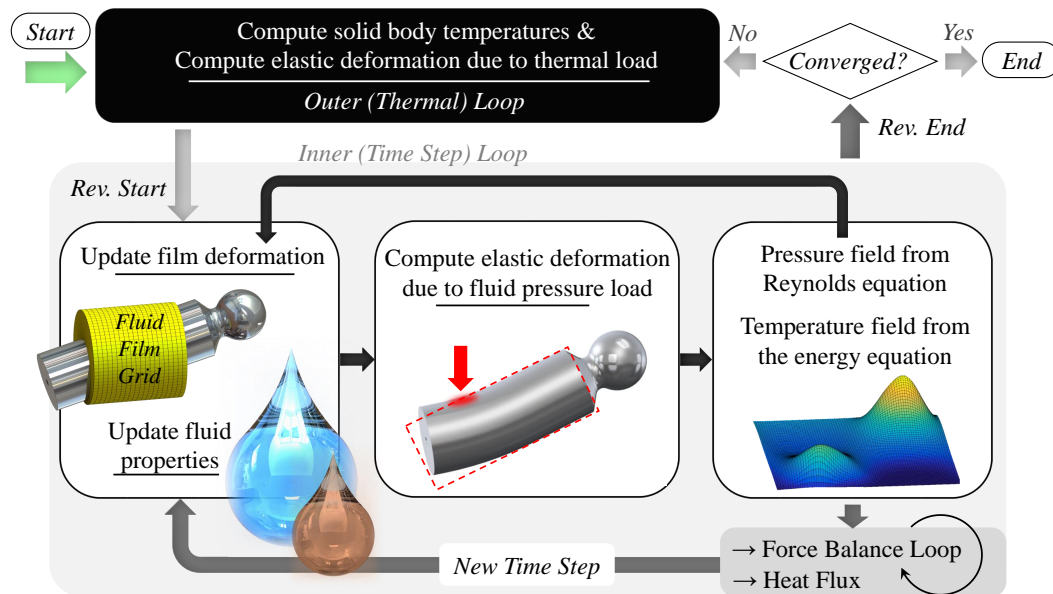 Start
Compute solid body temperatures &
Compute elastic deformation due to thermal load
Outer (Thermal) Loop
No
Converged?
Yes
End
Rev. End
Inner (Time Step) Loop
Rev. Start
Update film deformation
Fluid
Film
Grid
Update fluid
properties
Compute elastic deformation
due to fluid pressure load
Pressure field from
Reynolds equation
Temperature field from
the energy equation
New Time Step
→ Force Balance Loop
→ Heat Flux